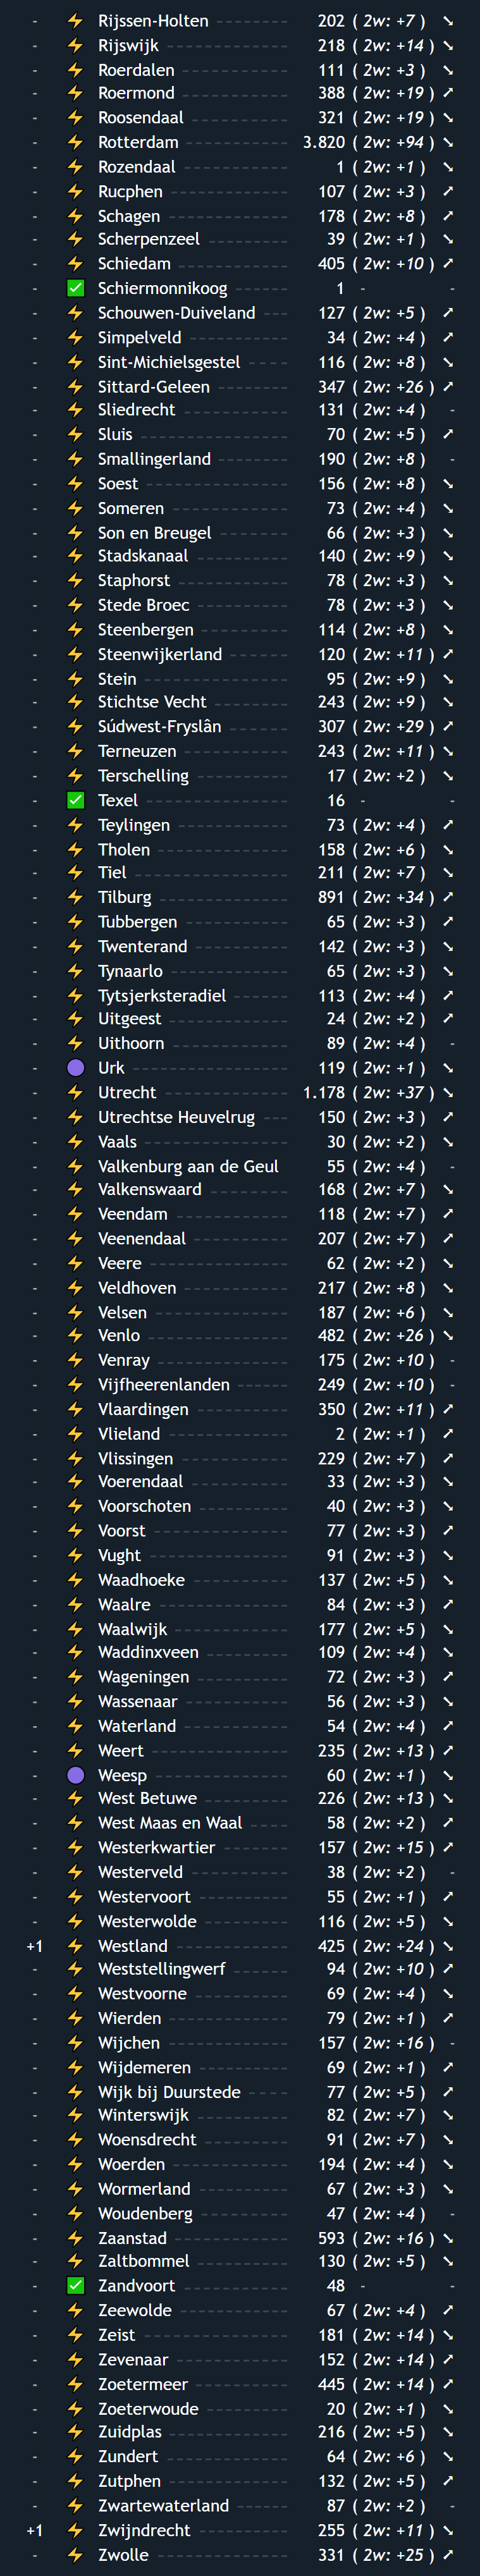 - ⚡ Rijssen-Holten 202 ( 2w: +7 ) ↘
- ⚡ Rijswijk 218 ( 2w: +14 ) ↘
- ⚡ Roerdalen 111 ( 2w: +3 ) ↘
- ⚡ Roermond 388 ( 2w: +19 ) ↗
- ⚡ Roosendaal 321 ( 2w: +19 ) ↘
- ⚡ Rotterdam 3.820 ( 2w: +94 ) ↘
- ⚡ Rozendaal 1 ( 2w: +1 ) ↘
- ⚡ Rucphen 107 ( 2w: +3 ) ↗
- ⚡ Schagen 178 ( 2w: +8 ) ↗
- ⚡ Scherpenzeel 39 ( 2w: +1 ) ↘
- ⚡ Schiedam 405 ( 2w: +10 ) ↗
- ✅ Schiermonnikoog 1 - -
- ⚡ Schouwen-Duiveland 127 ( 2w: +5 ) ↗
- ⚡ Simpelveld 34 ( 2w: +4 ) -
- ⚡ Sint-Michielsgestel 116 ( 2w: +8 ) ↘
- ⚡ Sittard-Geleen 347 ( 2w: +26 ) ↗
- ⚡ Sliedrecht 131 ( 2w: +4 ) -
- ⚡ Sluis 70 ( 2w: +5 ) ↗
- ⚡ Smallingerland 190 ( 2w: +8 ) -
- ⚡ Soest 156 ( 2w: +8 ) ↘
- ⚡ Someren 73 ( 2w: +4 ) ↘
- ⚡ Son en Breugel 66 ( 2w: +3 ) ↘
- ⚡ Stadskanaal 140 ( 2w: +9 ) ↘
- ⚡ Staphorst 78 ( 2w: +3 ) ↘
- ⚡ Stede Broec 78 ( 2w: +3 ) ↘
- ⚡ Steenbergen 114 ( 2w: +8 ) ↘
- ⚡ Steenwijkerland 120 ( 2w: +11 ) ↗
- ⚡ Stein 95 ( 2w: +9 ) ↘
- ⚡ Stichtse Vecht 243 ( 2w: +9 ) ↘
- ⚡ Súdwest-Fryslân 307 ( 2w: +29 ) ↗
- ⚡ Terneuzen 243 ( 2w: +11 ) ↘
- ⚡ Terschelling 17 ( 2w: +2 ) ↘
- ✅ Texel 16 - -
- ⚡ Teylingen 73 ( 2w: +4 ) ↗
- ⚡ Tholen 158 ( 2w: +6 ) ↘
- ⚡ Tiel 211 ( 2w: +7 ) ↘
- ⚡ Tilburg 891 ( 2w: +34 ) ↗
- ⚡ Tubbergen 65 ( 2w: +3 ) ↗
- ⚡ Twenterand 142 ( 2w: +3 ) ↘
- ⚡ Tynaarlo 65 ( 2w: +3 ) ↘
- ⚡ Tytsjerksteradiel 113 ( 2w: +4 ) ↗
- ⚡ Uitgeest 24 ( 2w: +2 ) ↗
- ⚡ Uithoorn 89 ( 2w: +4 ) -
- 🟣 Urk 119 ( 2w: +1 ) ↘
- ⚡ Utrecht 1.178 ( 2w: +37 ) ↘
- ⚡ Utrechtse Heuvelrug 150 ( 2w: +3 ) ↗
- ⚡ Vaals 30 ( 2w: +2 ) ↘
- ⚡ Valkenburg aan de Geul 55 ( 2w: +4 ) -
- ⚡ Valkenswaard 168 ( 2w: +7 ) ↘
- ⚡ Veendam 118 ( 2w: +7 ) ↗
- ⚡ Veenendaal 207 ( 2w: +7 ) ↗
- ⚡ Veere 62 ( 2w: +2 ) ↘
- ⚡ Veldhoven 217 ( 2w: +8 ) ↗
- ⚡ Velsen 187 ( 2w: +6 ) ↘
- ⚡ Venlo 482 ( 2w: +26 ) ↘
- ⚡ Venray 175 ( 2w: +10 ) -
- ⚡ Vijfheerenlanden 249 ( 2w: +10 ) -
- ⚡ Vlaardingen 350 ( 2w: +11 ) ↗
- ⚡ Vlieland 2 ( 2w: +1 ) ↗
- ⚡ Vlissingen 229 ( 2w: +7 ) ↗
- ⚡ Voerendaal 33 ( 2w: +3 ) ↘
- ⚡ Voorschoten 40 ( 2w: +3 ) ↘
- ⚡ Voorst 77 ( 2w: +3 ) ↗
- ⚡ Vught 91 ( 2w: +3 ) ↘
- ⚡ Waadhoeke 137 ( 2w: +5 ) ↘
- ⚡ Waalre 84 ( 2w: +3 ) ↗
- ⚡ Waalwijk 177 ( 2w: +5 ) ↘
- ⚡ Waddinxveen 109 ( 2w: +4 ) ↘
- ⚡ Wageningen 72 ( 2w: +3 ) ↗
- ⚡ Wassenaar 56 ( 2w: +3 ) ↘
- ⚡ Waterland 54 ( 2w: +4 ) ↗
- ⚡ Weert 235 ( 2w: +13 ) ↗
- 🟣 Weesp 60 ( 2w: +1 ) ↘
- ⚡ West Betuwe 226 ( 2w: +13 ) ↘
- ⚡ West Maas en Waal 58 ( 2w: +2 ) ↗
- ⚡ Westerkwartier 157 ( 2w: +15 ) ↗
- ⚡ Westerveld 38 ( 2w: +2 ) -
- ⚡ Westervoort 55 ( 2w: +1 ) ↗
- ⚡ Westerwolde 116 ( 2w: +5 ) ↘
+1 ⚡ Westland 425 ( 2w: +24 ) ↘
- ⚡ Weststellingwerf 94 ( 2w: +10 ) ↗
- ⚡ Westvoorne 69 ( 2w: +4 ) ↘
- ⚡ Wierden 79 ( 2w: +1 ) ↗
- ⚡ Wijchen 157 ( 2w: +16 ) -
- ⚡ Wijdemeren 69 ( 2w: +1 ) ↗
- ⚡ Wijk bij Duurstede 77 ( 2w: +5 ) ↗
- ⚡ Winterswijk 82 ( 2w: +7 ) ↘
- ⚡ Woensdrecht 91 ( 2w: +7 ) ↘
- ⚡ Woerden 194 ( 2w: +4 ) ↘
- ⚡ Wormerland 67 ( 2w: +3 ) ↘
- ⚡ Woudenberg 47 ( 2w: +4 ) -
- ⚡ Zaanstad 593 ( 2w: +16 ) ↘
- ⚡ Zaltbommel 130 ( 2w: +5 ) ↘
- ✅ Zandvoort 48 - -
- ⚡ Zeewolde 67 ( 2w: +4 ) ↗
- ⚡ Zeist 181 ( 2w: +14 ) ↘
- ⚡ Zevenaar 152 ( 2w: +14 ) ↗
- ⚡ Zoetermeer 445 ( 2w: +14 ) ↗
- ⚡ Zoeterwoude 20 ( 2w: +1 ) ↘
- ⚡ Zuidplas 216 ( 2w: +5 ) ↘
- ⚡ Zundert 64 ( 2w: +6 ) ↘
- ⚡ Zutphen 132 ( 2w: +5 ) ↗
- ⚡ Zwartewaterland 87 ( 2w: +2 ) -
+1 ⚡ Zwijndrecht 255 ( 2w: +11 ) ↘
- ⚡ Zwolle 331 ( 2w: +25 ) ↗